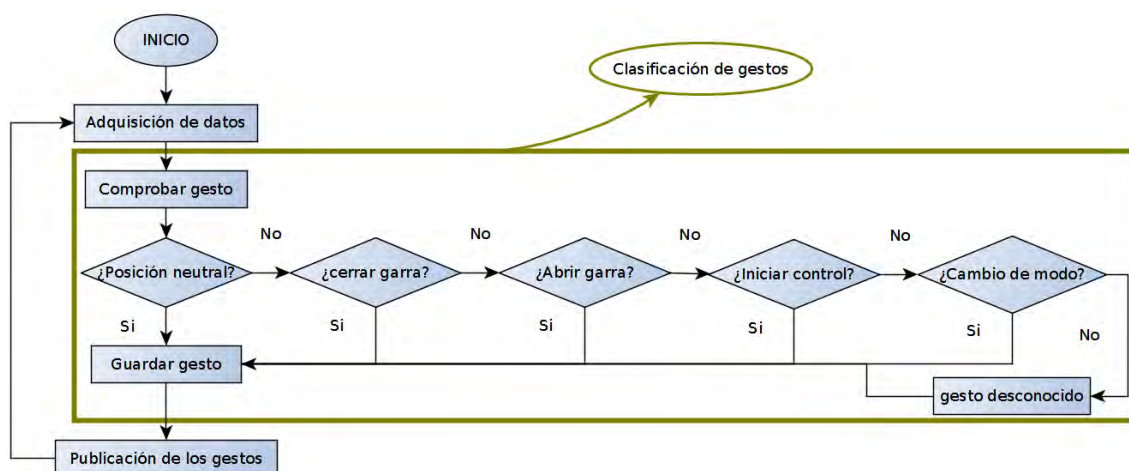 INICIO
Clasificación de gestos
Adquisición de datos
Comprobar gesto
No
No
No
No
¿Posición neutral?
¿cerrar garra?
¿Abrir garra?
¿Iniciar control?
¿Cambio de modo?
Si
Si
Si
Si
Si
No
Guardar gesto
gesto desconocido
Publicación de los gestos